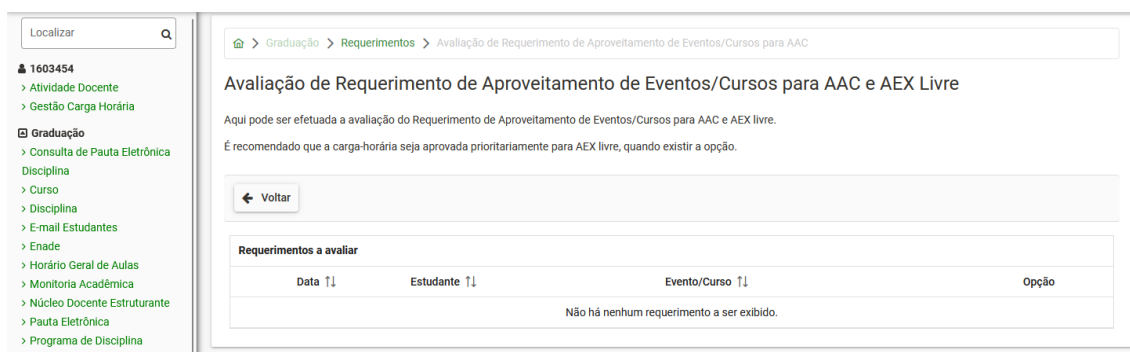 Localizar
1603454
> Atividade Docente
> Gestão Carga Horária
Graduação
> Consulta de Pauta Eletrônica
Disciplina
> Curso
> Disciplina
> E-mail Estudantes
> Enade
> Horário Geral de Aulas
> Monitoria Acadêmica
> Núcleo Docente Estruturante
> Pauta Eletrônica
> Programa de Disciplina
> Graduação > Requerimentos > Avaliação de Requerimento de Aproveitamento de Eventos/Cursos para AAC
Avaliação de Requerimento de Aproveitamento de Eventos/Cursos para AAC e AEX Livre
Aqui pode ser efetuada a avaliação do Requerimento de Aproveitamento de Eventos/Cursos para AAC e AEX livre.
É recomendado que a carga-horária seja aprovada prioritariamente para AEX livre, quando existir a opção.
Voltar
Requerimentos a avaliar
Data Estudante Evento/Curso Opção
Não há nenhum requerimento a ser exibido.